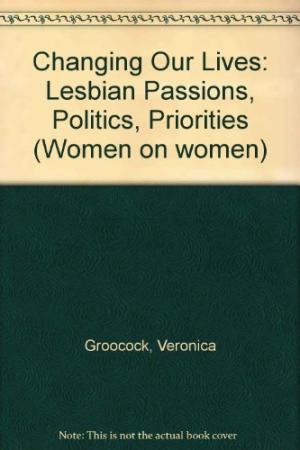 Changing Our Lives:
Lesbian Passions,
Politics, Priorities
(Women on women)
Groocock, Veronica
Note: This is not the actual book cover